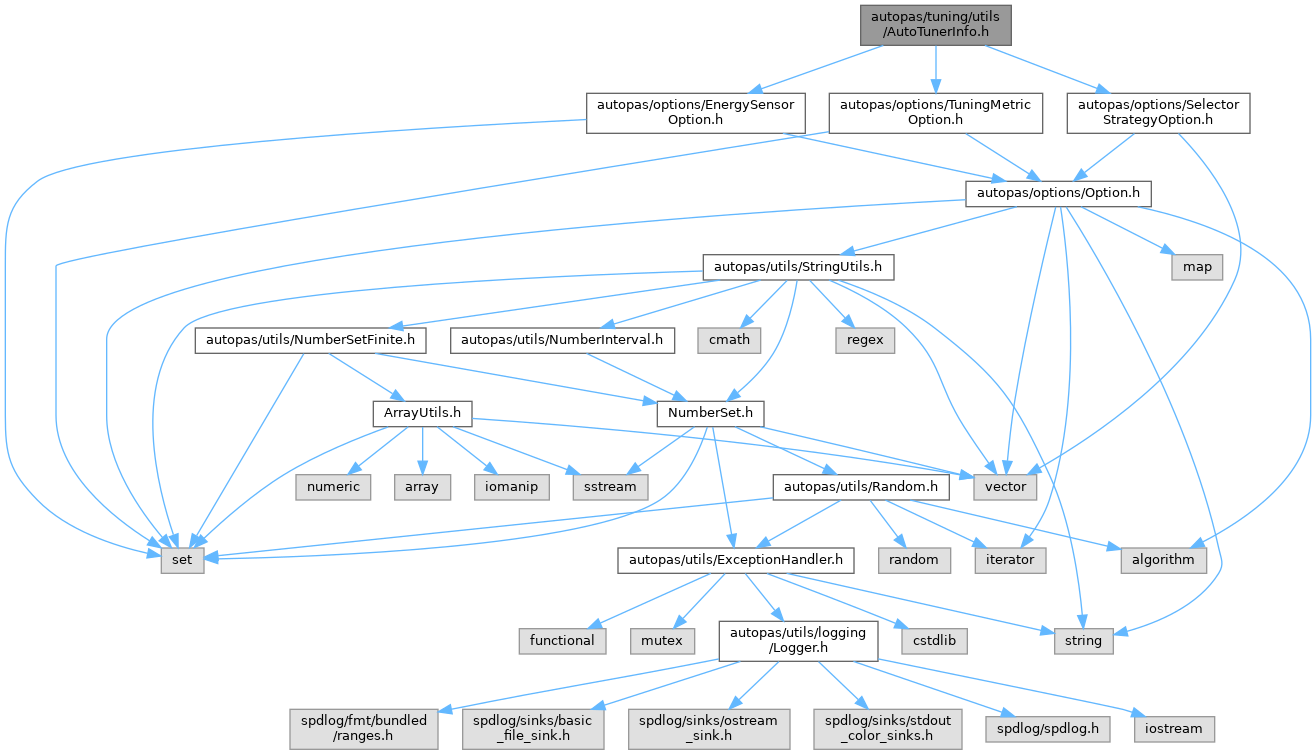 autopas/tuning/utils
/AutoTunerInfo.h
autopas/options/EnergySensor
Option.h
autopas/options/TuningMetric
Option.h
autopas/options/Selector
StrategyOption.h
autopas/options/Option.h
autopas/utils/StringUtils.h
map
autopas/utils/NumberSetFinite.h
autopas/utils/NumberInterval.h
cmath
regex
ArrayUtils.h
NumberSet.h
numeric
array
iomanip
sstream
autopas/utils/Random.h
vector
set
autopas/utils/ExceptionHandler.h
random
iterator
algorithm
functional
mutex
autopas/utils/logging
/Logger.h
cstdlib
string
spdlog/fmt/bundled
/ranges.h
spdlog/sinks/basic
_file_sink.h
spdlog/sinks/ostream
_sink.h
spdlog/sinks/stdout
_color_sinks.h
spdlog/spdlog.h
iostream